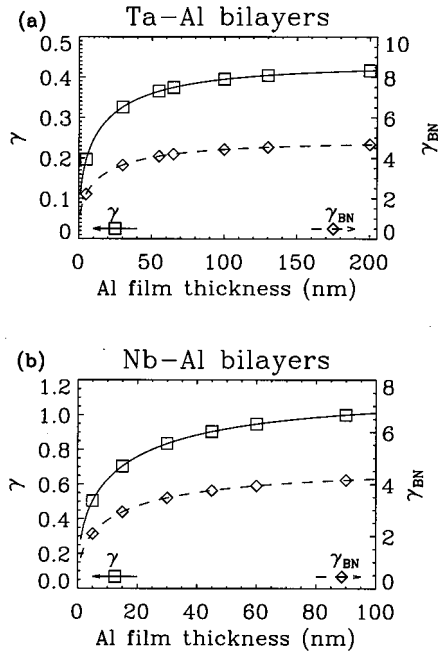 (a) Ta-Al bilayers
0.5 10
0.4 8
0.3 6
0.2 4
0.1 2
0 0
γ
γBN
γ γBN
0 50 100 150 200
Al film thickness (nm)
(b) Nb-Al bilayers
1.2 8
1.0
0.8 6
0.6 4
0.4
0.2 2
0.0 0
γ
γBN
γ γBN
0 20 40 60 80 100
Al film thickness (nm)